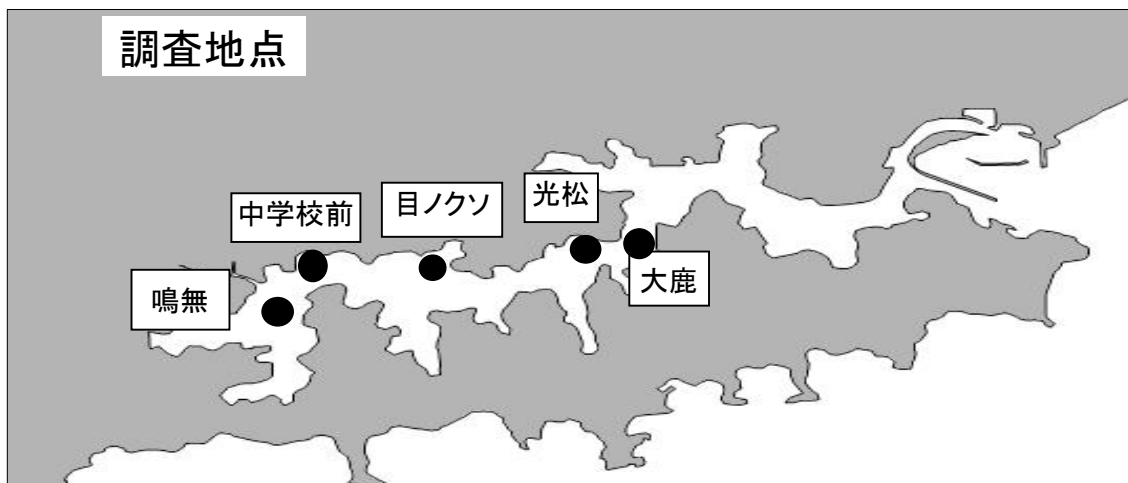 調査地点
光松
目ノクソ
中学校前
大鹿
鳴無